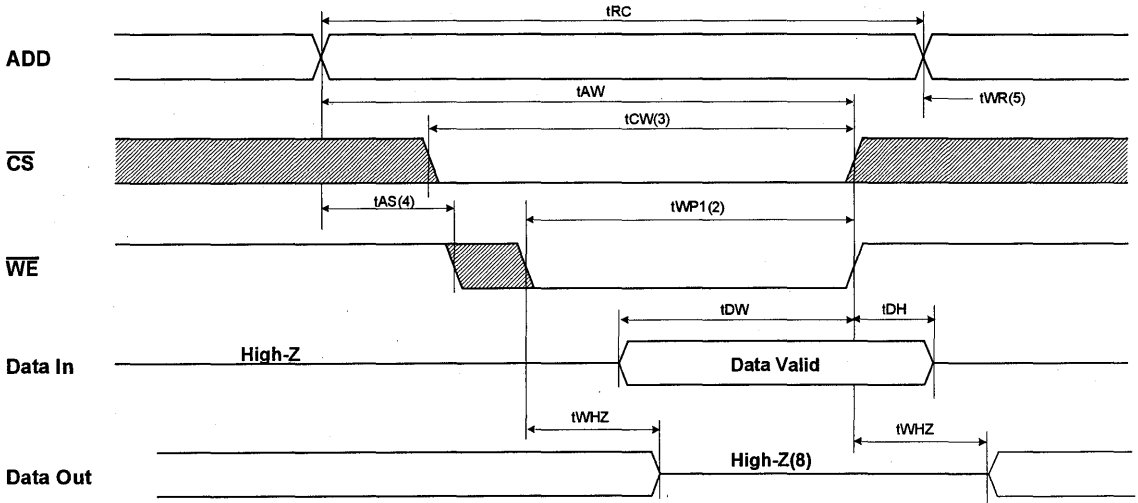 tRC
ADD
tAW
tWR(5)
tCW(3)
CS
tAS(4)
tWP1(2)
WE
tDW
tDH
High-Z
Data In
Data Valid
tWHZ
tWHZ
High-Z(8)
Data Out